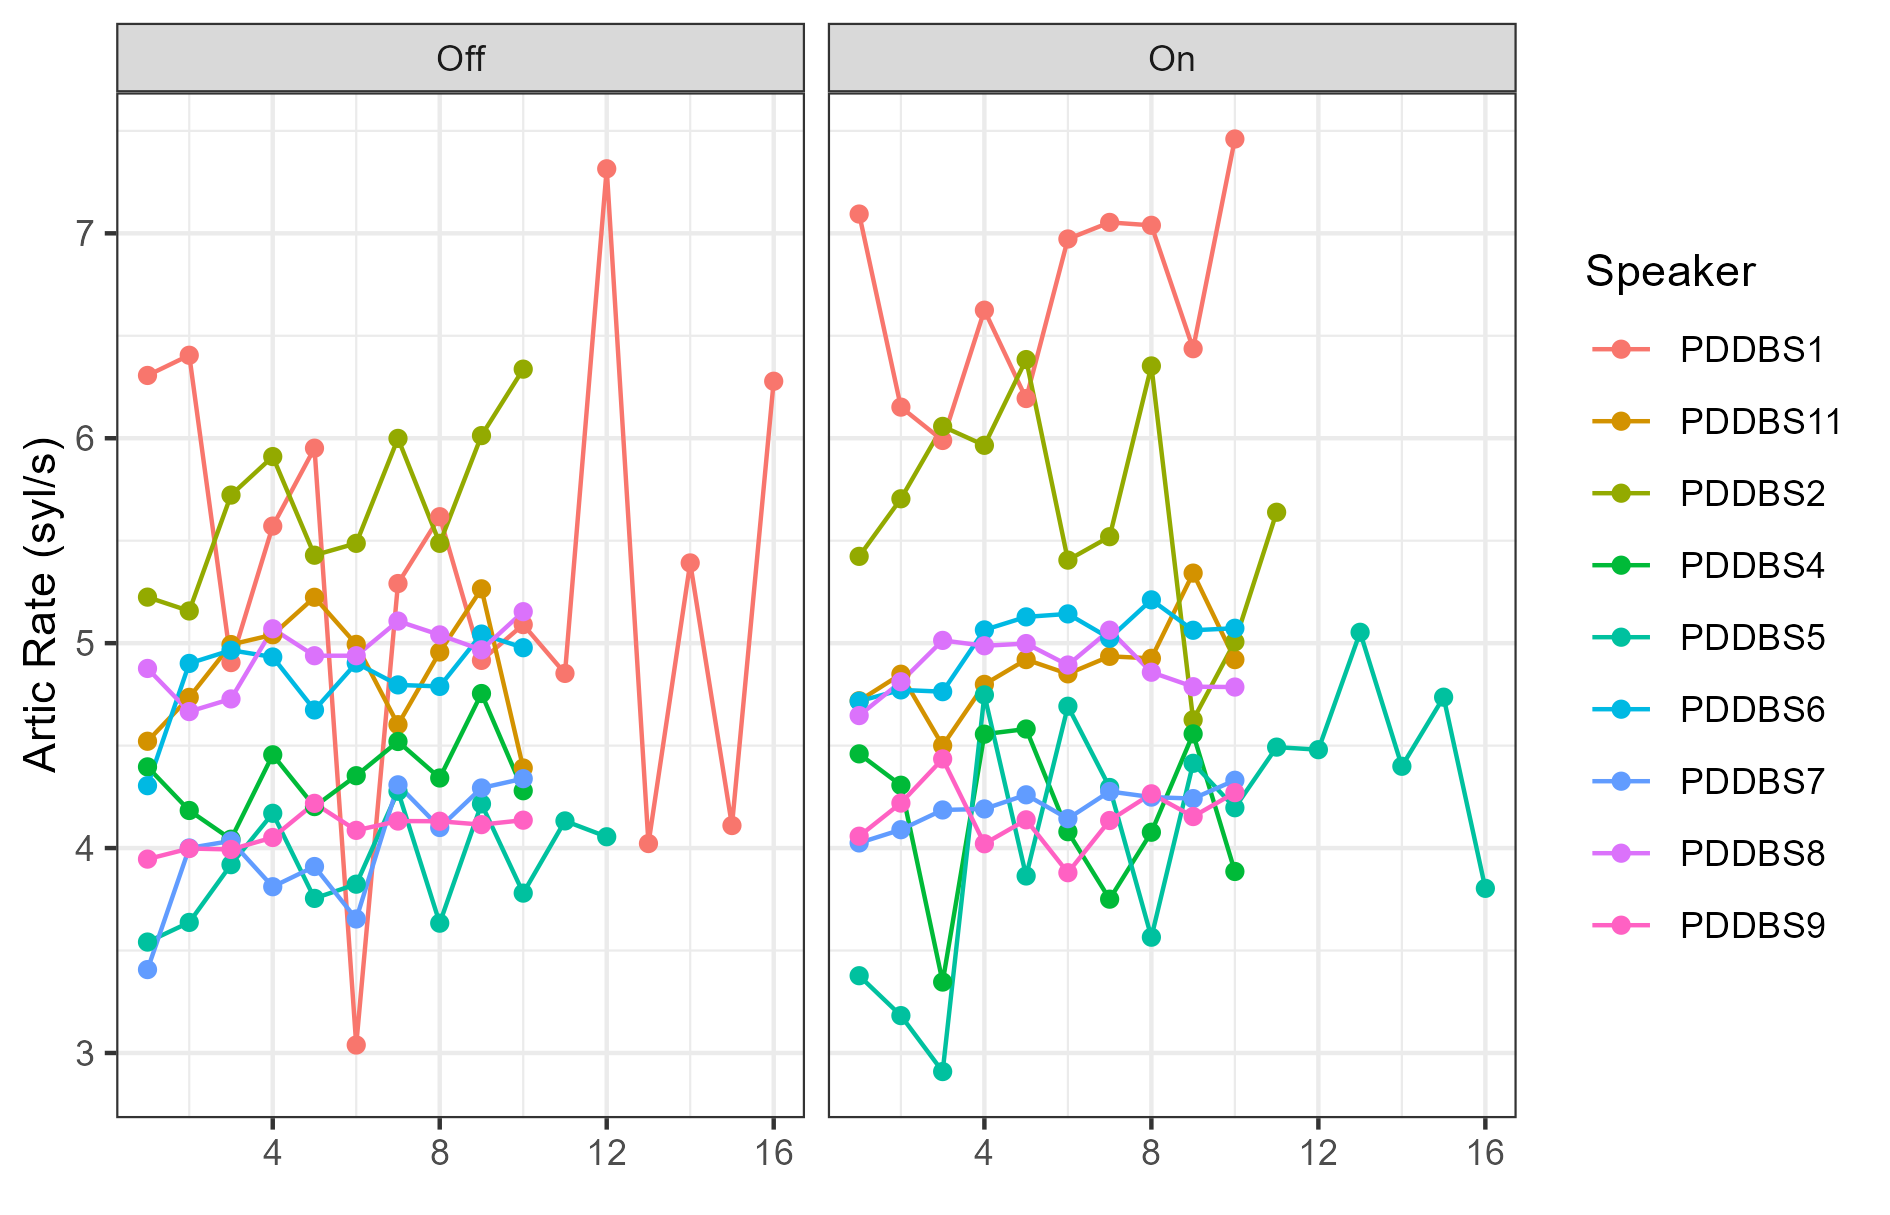 Off
On
Artic Rate (syl/s)
7
6
5
4
3
4
8
12
16
4
8
12
16
Speaker
PDDBS1
PDDBS11
PDDBS2
PDDBS4
PDDBS5
PDDBS6
PDDBS7
PDDBS8
PDDBS9